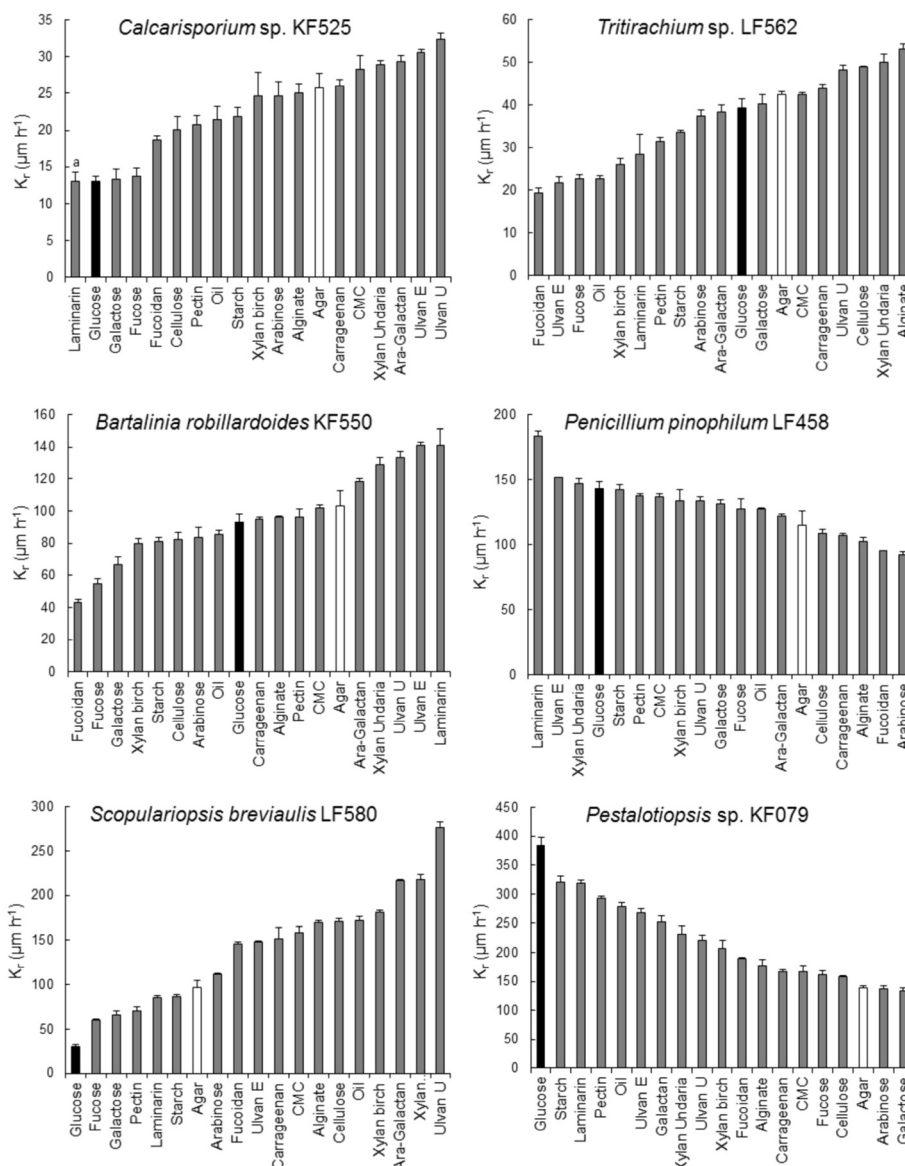 Calcarisporium sp. KF525
Kr (µm h-1)
35
30
25
20
15
10
5
0
a
Laminarin
Glucose
Galactose
Fucose
Fucoidan
Cellulose
Pectin
Oil
Starch
Xylan birch
Arabinose
Alginate
Agar
Carrageenan
CMC
Xylan Undaria
Ara-Galactan
Ulvan E
Ulvan U
Tritirachium sp. LF562
Kr (µm h-1)
60
50
40
30
20
10
0
Fucoidan
Ulvan E
Fucose
Oil
Xylan birch
Laminarin
Pectin
Starch
Arabinose
Ara-Galactan
Glucose
Galactose
Agar
CMC
Carrageenan
Ulvan U
Cellulose
Xylan Undaria
Alginate
Bartalinia robillardoides KF550
Kr (µm h-1)
160
140
120
100
80
60
40
20
0
Fucoidan
Fucose
Galactose
Xylan birch
Starch
Cellulose
Arabinose
Oil
Glucose
Carrageenan
Alginate
Pectin
CMC
Agar
Ara-Galactan
Xylan Undaria
Ulvan U
Ulvan E
Laminarin
Penicillium pinophilum LF458
Kr (µm h-1)
200
150
100
50
0
Laminarin
Ulvan E
Xylan Undaria
Glucose
Starch
Pectin
CMC
Xylan birch
Ulvan U
Galactose
Fucose
Oil
Ara-Galactan
Agar
Cellulose
Carrageenan
Alginate
Fucoidan
Arabinose
Scopulariopsis breviaulis LF580
Kr (µm h-1)
300
250
200
150
100
50
0
Glucose
Fucose
Galactose
Pectin
Laminarin
Starch
Agar
Arabinose
Fucoidan
Ulvan E
Carrageenan
CMC
Alginate
Cellulose
Oil
Xylan birch
Ara-Galactan
Xylan.
Ulvan U
Pestalotiopsis sp. KF079
Kr (µm h-1)
450
400
350
300
250
200
150
100
50
0
Glucose
Starch
Laminarin
Pectin
Oil
Ulvan E
Galactan
Xylan Undaria
Ulvan U
Xylan birch
Fucoidan
Alginate
Carrageenan
CMC
Fucose
Cellulose
Agar
Arabinose
Galactose